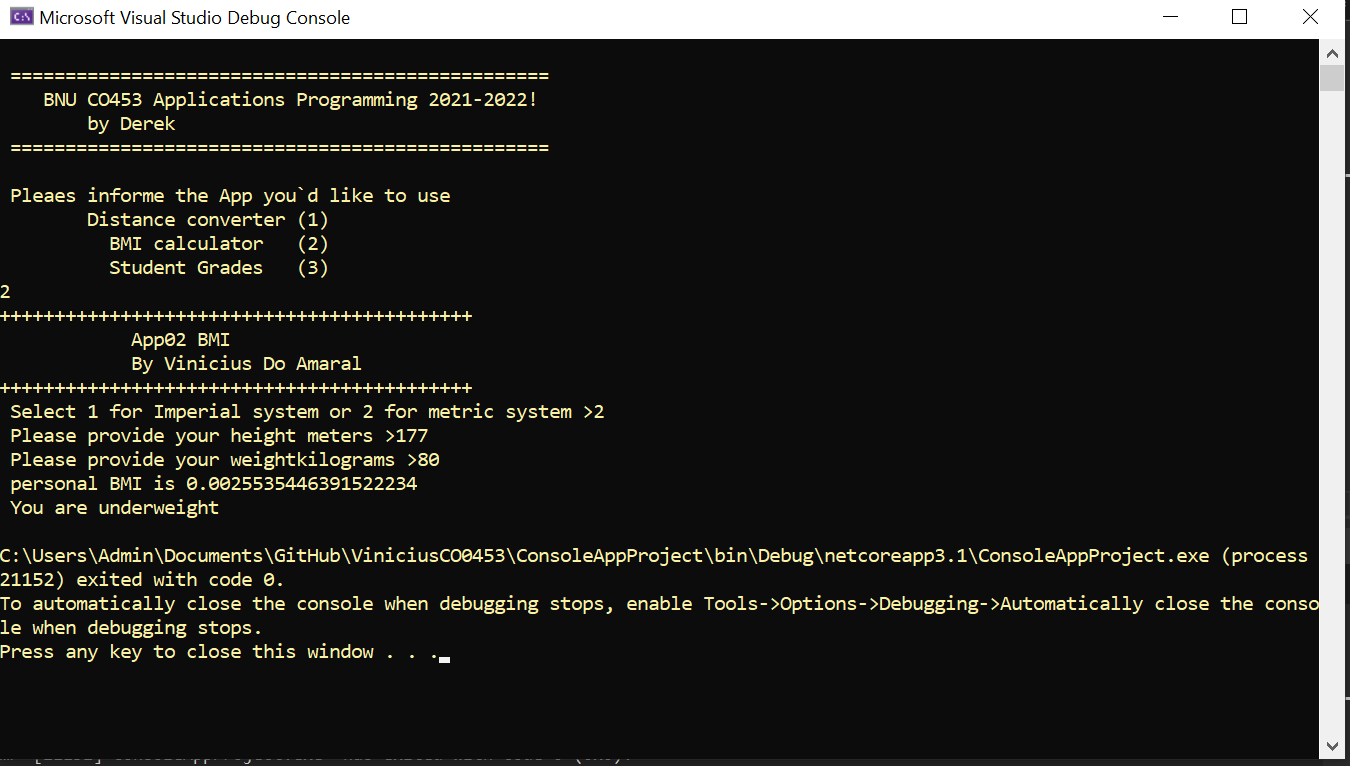 Microsoft Visual Studio Debug Console
=================================================
BNU CO453 Applications Programming 2021-2022!
by Derek
=================================================
Pleaes informe the App you`d like to use
Distance converter (1)
BMI calculator (2)
Student Grades (3)
2
+++++++++++++++++++++++++++++++++++++++++++
App02 BMI
By Vinicius Do Amaral
+++++++++++++++++++++++++++++++++++++++++++
Select 1 for Imperial system or 2 for metric system >2
Please provide your height meters >177
Please provide your weightkilograms >80
personal BMI is 0.0025535446391522234
You are underweight
C:\Users\Admin\Documents\GitHub\ViniciusCO0453\ConsoleAppProject\bin\Debug\netcoreapp3.1\ConsoleAppProject.exe (process
21152) exited with code 0.
To automatically close the console when debugging stops, enable Tools->Options->Debugging->Automatically close the conso
le when debugging stops.
Press any key to close this window . . .